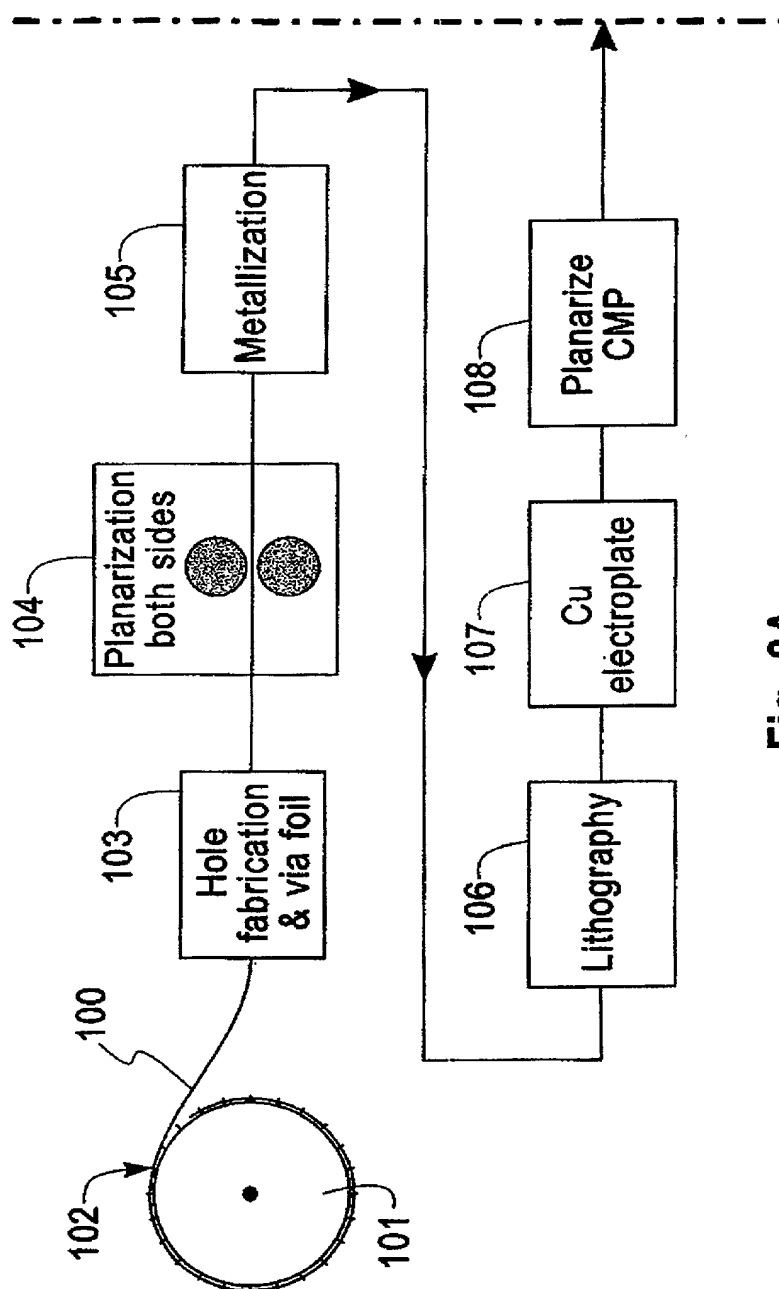 102
101
100
103
Hole
fabrication
& via foil
104
Planarization
both sides
105
Metallization
106
Lithography
107
Cu
electroplate
108
Planarize
CMP